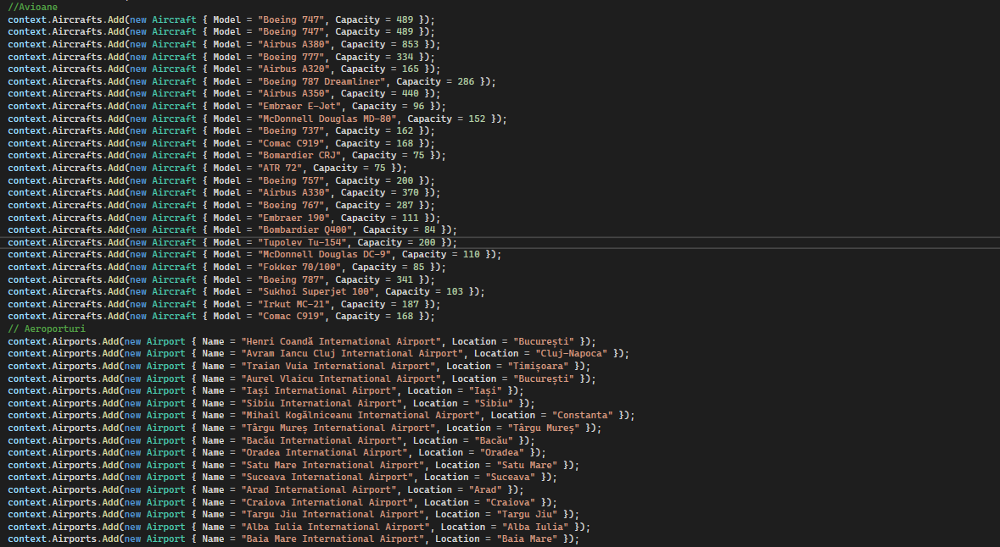 //Avioane
context.Aircrafts.Add(new Aircraft { Model = "Boeing 747", Capacity = 489 });
context.Aircrafts.Add(new Aircraft { Model = "Boeing 747", Capacity = 489 });
context.Aircrafts.Add(new Aircraft { Model = "Airbus A380", Capacity = 853 });
context.Aircrafts.Add(new Aircraft { Model = "Boeing 777", Capacity = 334 });
context.Aircrafts.Add(new Aircraft { Model = "Airbus A320", Capacity = 165 });
context.Aircrafts.Add(new Aircraft { Model = "Boeing 787 Dreamliner", Capacity = 286 });
context.Aircrafts.Add(new Aircraft { Model = "Airbus A350", Capacity = 440 });
context.Aircrafts.Add(new Aircraft { Model = "Embraer E-Jet", Capacity = 96 });
context.Aircrafts.Add(new Aircraft { Model = "McDonnell Douglas MD-80", Capacity = 152 });
context.Aircrafts.Add(new Aircraft { Model = "Boeing 737", Capacity = 162 });
context.Aircrafts.Add(new Aircraft { Model = "Comac C919", Capacity = 168 });
context.Aircrafts.Add(new Aircraft { Model = "Bomardier CRJ", Capacity = 75 });
context.Aircrafts.Add(new Aircraft { Model = "ATR 72", Capacity = 75 });
context.Aircrafts.Add(new Aircraft { Model = "Boeing 757", Capacity = 200 });
context.Aircrafts.Add(new Aircraft { Model = "Airbus A330", Capacity = 370 });
context.Aircrafts.Add(new Aircraft { Model = "Boeing 767", Capacity = 287 });
context.Aircrafts.Add(new Aircraft { Model = "Embraer 190", Capacity = 111 });
context.Aircrafts.Add(new Aircraft { Model = "Bombardier Q400", Capacity = 84 });
context.Aircrafts.Add(new Aircraft { Model = "Tupolev Tu-154", Capacity = 200 });
context.Aircrafts.Add(new Aircraft { Model = "McDonnell Douglas DC-9", Capacity = 110 });
context.Aircrafts.Add(new Aircraft { Model = "Fokker 70/100", Capacity = 85 });
context.Aircrafts.Add(new Aircraft { Model = "Boeing 787", Capacity = 341 });
context.Aircrafts.Add(new Aircraft { Model = "Sukhoi Superjet 100", Capacity = 103 });
context.Aircrafts.Add(new Aircraft { Model = "Irkut MC-21", Capacity = 187 });
context.Aircrafts.Add(new Aircraft { Model = "Comac C919", Capacity = 168 });
// Aeroporturi
context.Airports.Add(new Airport { Name = "Henri Coandă International Airport", Location = "București" });
context.Airports.Add(new Airport { Name = "Avram Iancu Cluj International Airport", Location = "Cluj-Napoca" });
context.Airports.Add(new Airport { Name = "Traian Vuia International Airport", Location = "Timișoara" });
context.Airports.Add(new Airport { Name = "Aurel Vlaicu International Airport", Location = "București" });
context.Airports.Add(new Airport { Name = "Iași International Airport", Location = "Iași" });
context.Airports.Add(new Airport { Name = "Sibiu International Airport", Location = "Sibiu" });
context.Airports.Add(new Airport { Name = "Mihail Kogălniceanu International Airport", Location = "Constanta" });
context.Airports.Add(new Airport { Name = "Târgu Mureș International Airport", Location = "Târgu Mureș" });
context.Airports.Add(new Airport { Name = "Bacău International Airport", Location = "Bacău" });
context.Airports.Add(new Airport { Name = "Oradea International Airport", Location = "Oradea" });
context.Airports.Add(new Airport { Name = "Satu Mare International Airport", Location = "Satu Mare" });
context.Airports.Add(new Airport { Name = "Suceava International Airport", Location = "Suceava" });
context.Airports.Add(new Airport { Name = "Arad International Airport", Location = "Arad" });
context.Airports.Add(new Airport { Name = "Craiova International Airport", Location = "Craiova" });
context.Airports.Add(new Airport { Name = "Targu Jiu International Airport", Location = "Targu Jiu" });
context.Airports.Add(new Airport { Name = "Alba Iulia International Airport", Location = "Alba Iulia" });
context.Airports.Add(new Airport { Name = "Baia Mare International Airport", Location = "Baia Mare" });